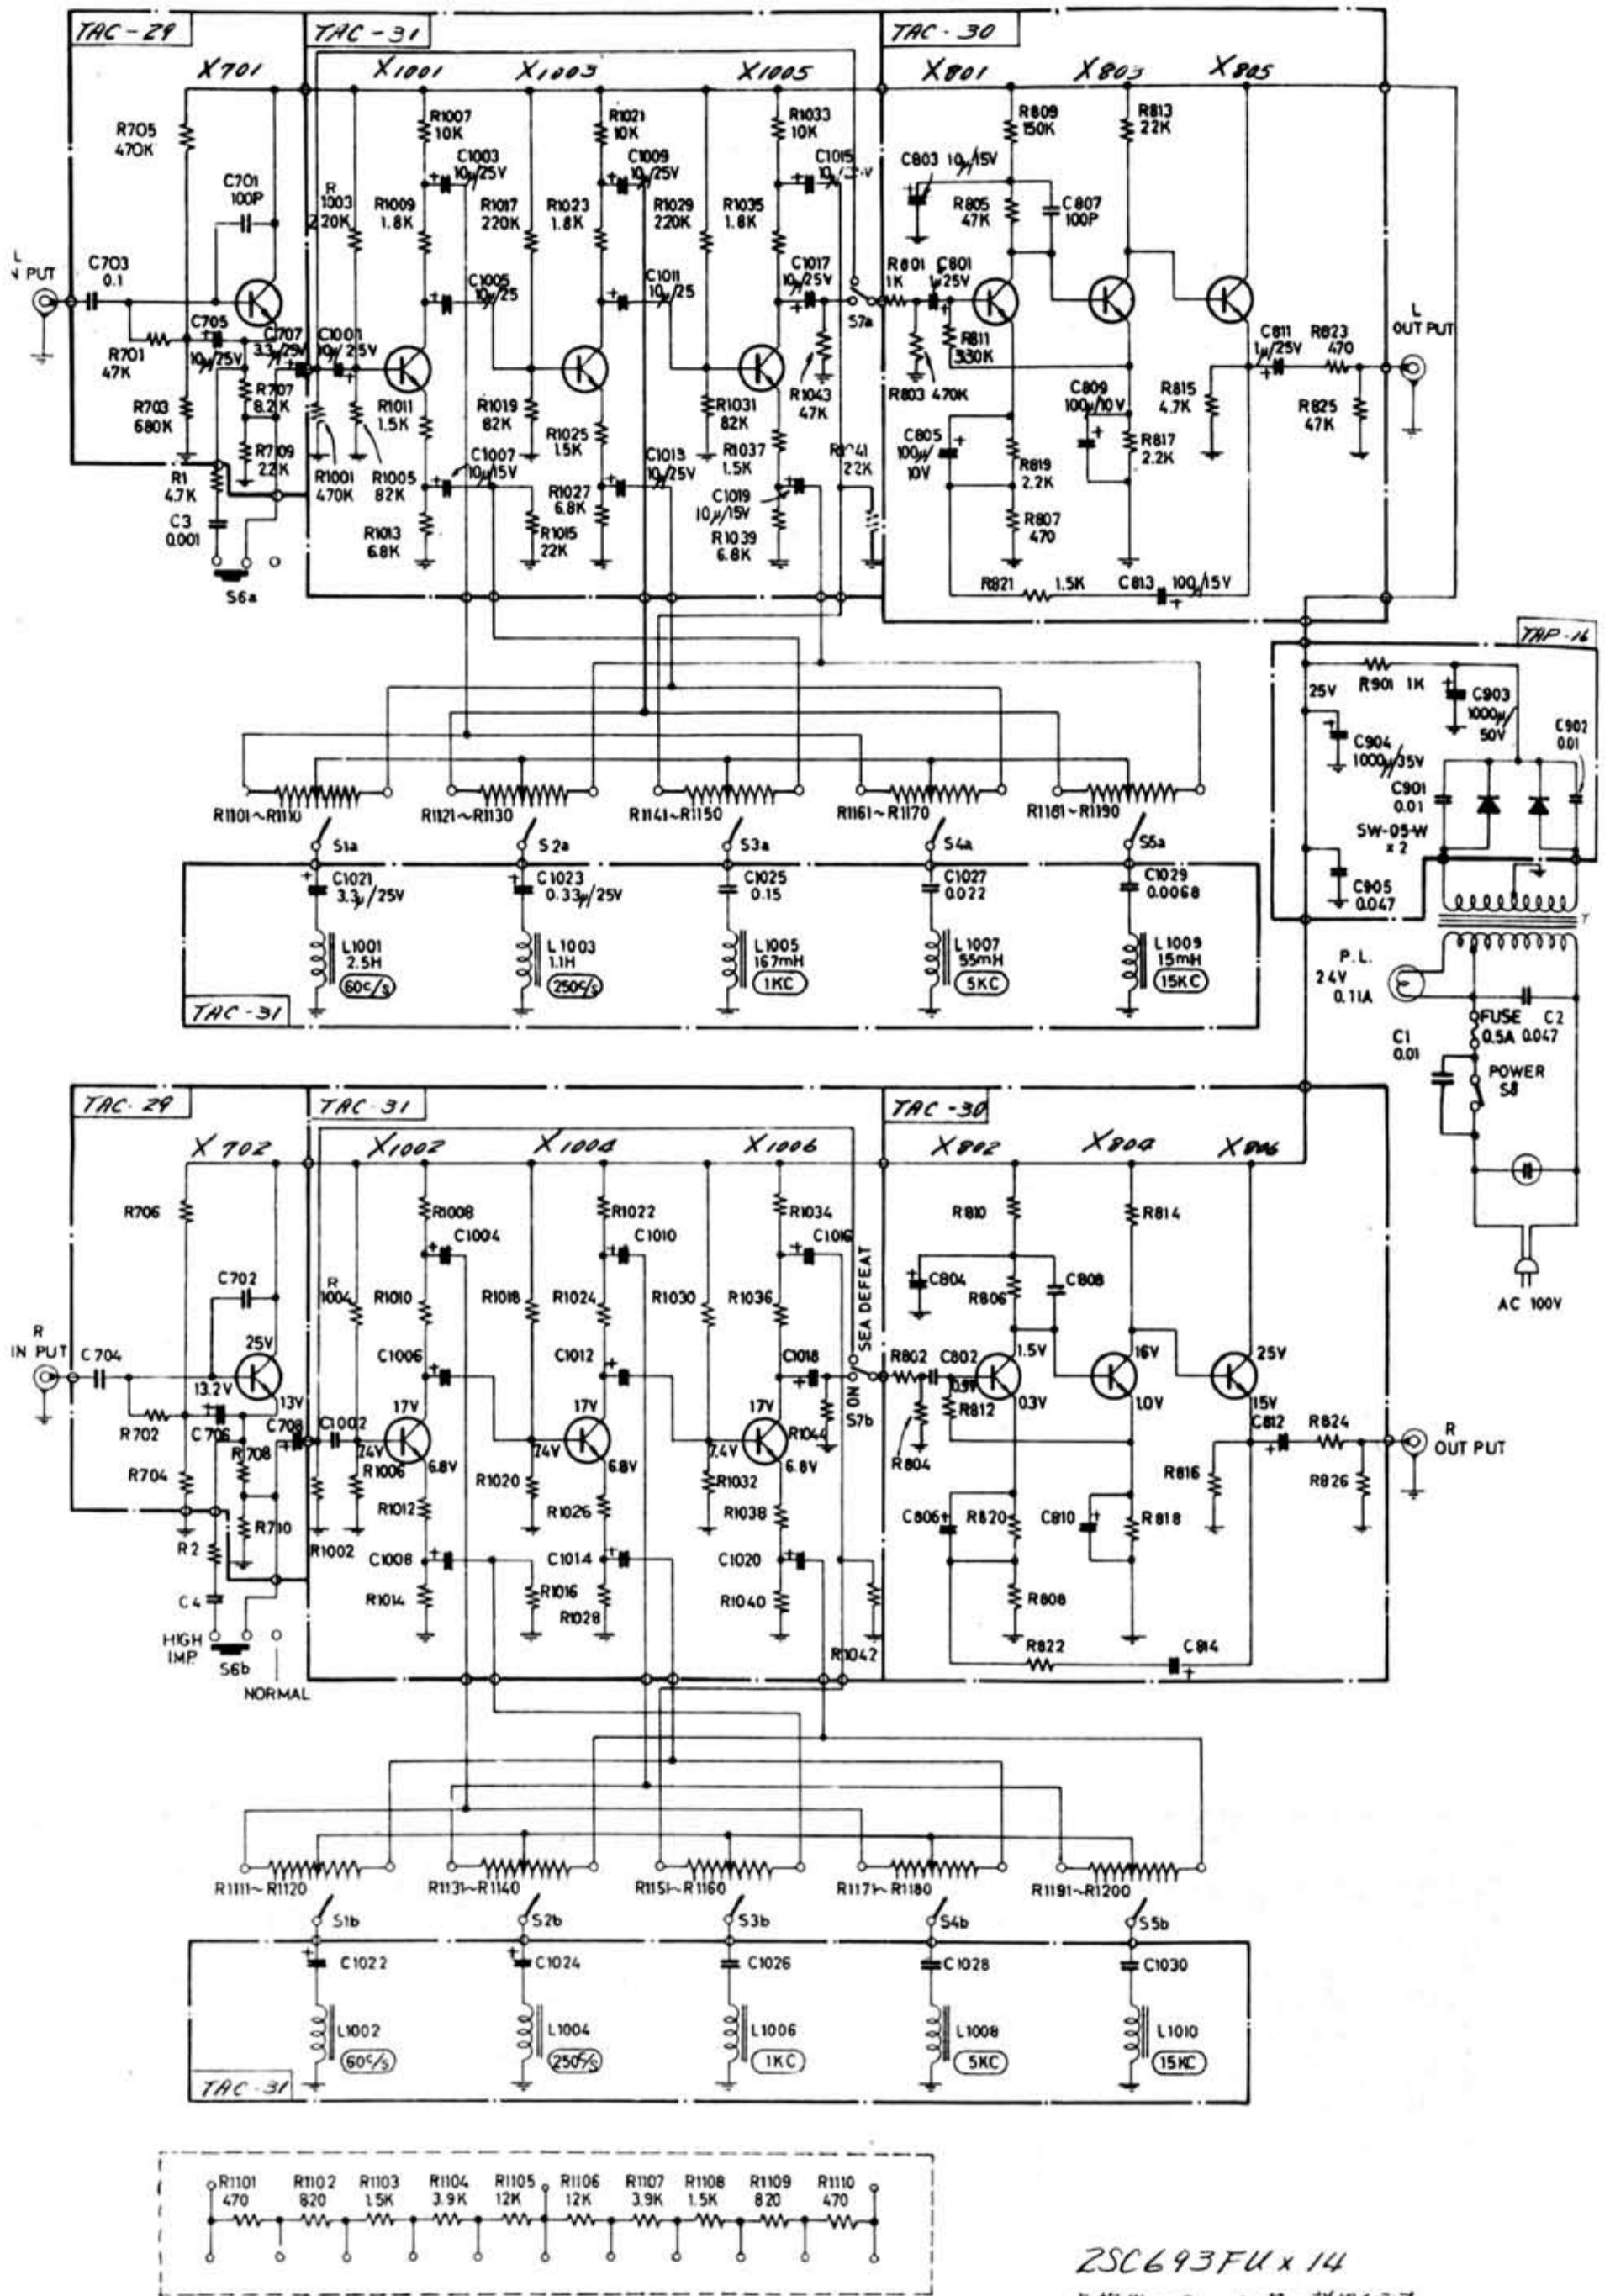 TAC-29
TAC-31
TAC-30
X701
X1001
X1003
X1005
X801
X803
X805
R705
470K
R1007
10K
R1021
10K
R1033
10K
R809
150K
R813
22K
C701
100P
C1003
10μ/25V
C1009
10μ/25V
C1015
C803 10μ/15V
R
1003
220K
R1009
1.8K
R1017
220K
R1023
1.8K
R1029
220K
R1035
1.8K
R805
47K
C807
100P
L
C703
0.1
C1005
10μ/25
C1011
10μ/25
C1017
10μ/25V
R801
1K
C801
1μ25V
S7a
L
OUT PUT
C705
10μ/25V
C707
3.3μ/25V
C1001
10μ/25V
R811
330K
C811
1μ/25V
R823
470
R701
47K
R707
8.2K
R703
680K
R1011
1.5K
R1019
82K
R1025
1.5K
R1031
82K
R1043
47K
R803 470K
C809
100μ/10V
R815
4.7K
R825
47K
R709
22K
R1
4.7K
R1001
470K
R1005
82K
C1007
10μ/15V
C1013
10μ/25V
R1037
1.5K
R1041
22K
C805
100μ/
10V
R819
2.2K
R817
2.2K
C3
0.001
R1013
6.8K
R1015
22K
R1027
6.8K
C1019
10μ/15V
R1039
6.8K
R807
470
S6a
R821 1.5K
C813 100μ/15V
TAP-16
25V
R901 1K
C903
1000μ/
50V
C902
0.01
C904
1000μ/35V
C901
0.01
SW-05-W
x 2
C905
0.047
R1101~R1110
R1121~R1130
R1141~R1150
R1161~R1170
R1181~R1190
S1a
S2a
S3a
S4a
S5a
C1021
3.3μ/25V
C1023
0.33μ/25V
C1025
0.15
C1027
0.022
C1029
0.0068
L1001
2.5H
60c/s
L1003
1.1H
250c/s
L1005
167mH
1KC
L1007
55mH
5KC
L1009
15mH
15KC
TAC-31
T
P.L.
24V
0.11A
FUSE
0.5A
C2
0.047
C1
0.01
POWER
S8
AC 100V
TAC-29
TAC-31
TAC-30
X702
X1002
X1004
X1006
X802
X804
X806
R706
R1008
R1022
R1034
R810
R814
C1004
C1010
C1016
C702
R
1004
R1010
R1018
R1024
R1030
R1036
SEA DEFEAT
C804
R806
C808
R
IN PUT
C704
25V
13.2V
13V
C1006
C1012
C1018
ON
S7b
R802
C802
0.9V
1.5V
0.3V
16V
1.0V
25V
15V
R702
C706
C708
C1002
17V
7.4V
6.8V
17V
7.4V
6.8V
17V
7.4V
6.8V
R1044
R804
R812
C812
R824
R
OUT PUT
R704
R708
R1006
R1020
R1032
R816
R826
R710
R2
R1002
R1012
R1026
R1038
C806
R820
C810
R818
C4
C1008
C1014
C1020
R1014
R1016
R1028
R1040
R1042
R808
HIGH
IMP.
S6b
NORMAL
R822
C814
R1111~R1120
R1131~R1140
R1151~R1160
R1171~R1180
R1191~R1200
S1b
S2b
S3b
S4b
S5b
C1022
C1024
C1026
C1028
C1030
L1002
60c/s
L1004
250c/s
L1006
1KC
L1008
5KC
L1010
15KC
TAC-31
R1101
470
R1102
820
R1103
1.5K
R1104
3.9K
R1105
12K
R1106
12K
R1107
3.9K
R1108
1.5K
R1109
820
R1110
470
2SC693FU x 14